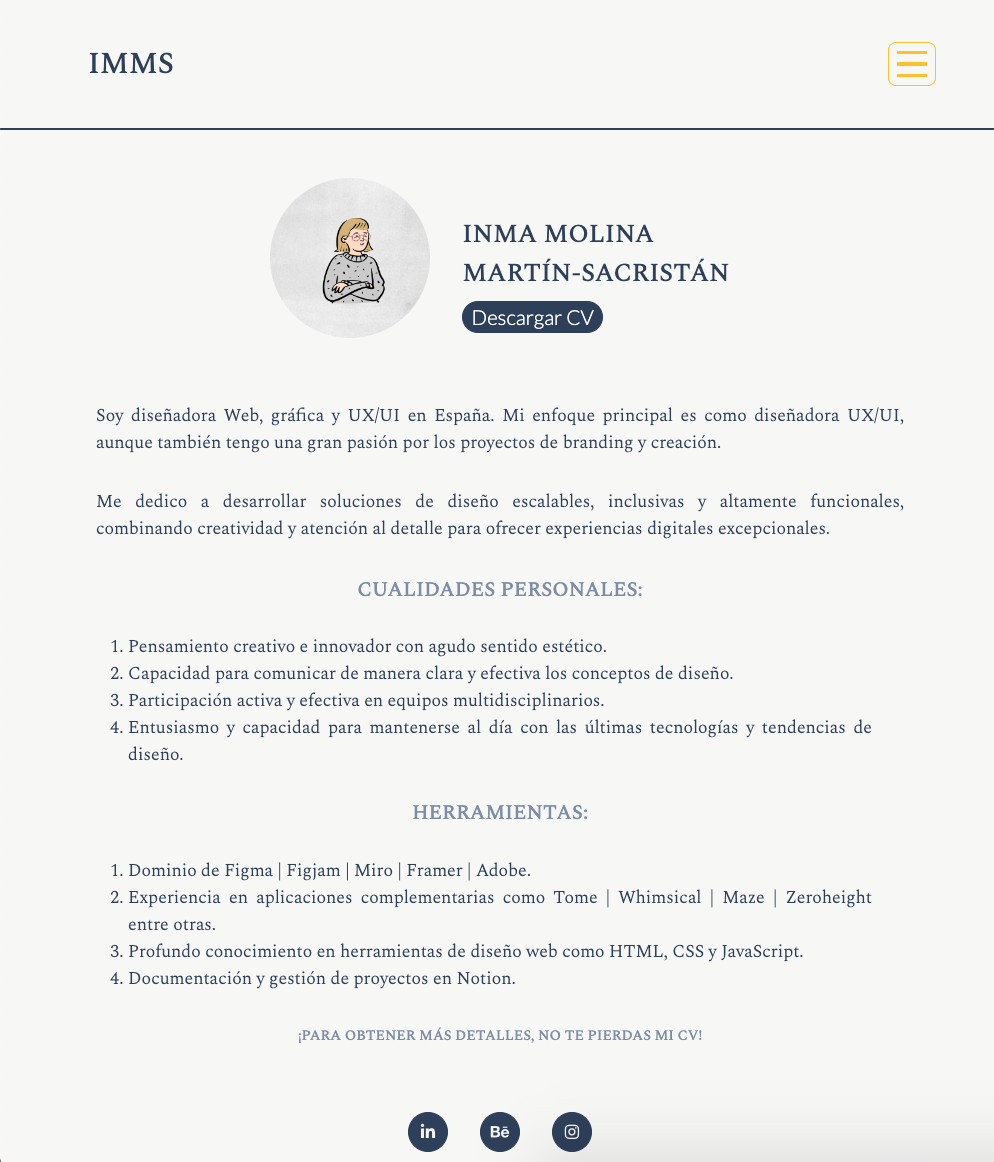 IMMS
INMA MOLINA
MARTÍN-SACRISTÁN
Descargar CV
Soy diseñadora Web, gráfica y UX/UI en España. Mi enfoque principal es como diseñadora UX/UI,
aunque también tengo una gran pasión por los proyectos de branding y creación.
Me dedico a desarrollar soluciones de diseño escalables, inclusivas y altamente funcionales,
combinando creatividad y atención al detalle para ofrecer experiencias digitales excepcionales.
CUALIDADES PERSONALES:
1. Pensamiento creativo e innovador con agudo sentido estético.
2. Capacidad para comunicar de manera clara y efectiva los conceptos de diseño.
3. Participación activa y efectiva en equipos multidisciplinarios.
4. Entusiasmo y capacidad para mantenerse al día con las últimas tecnologías y tendencias de
diseño.
HERRAMIENTAS:
1. Dominio de Figma | Figjam | Miro | Framer | Adobe.
2. Experiencia en aplicaciones complementarias como Tome | Whimsical | Maze | Zeroheight
entre otras.
3. Profundo conocimiento en herramientas de diseño web como HTML, CSS y JavaScript.
4. Documentación y gestión de proyectos en Notion.
¡PARA OBTENER MÁS DETALLES, NO TE PIERDAS MI CV!
in Bē